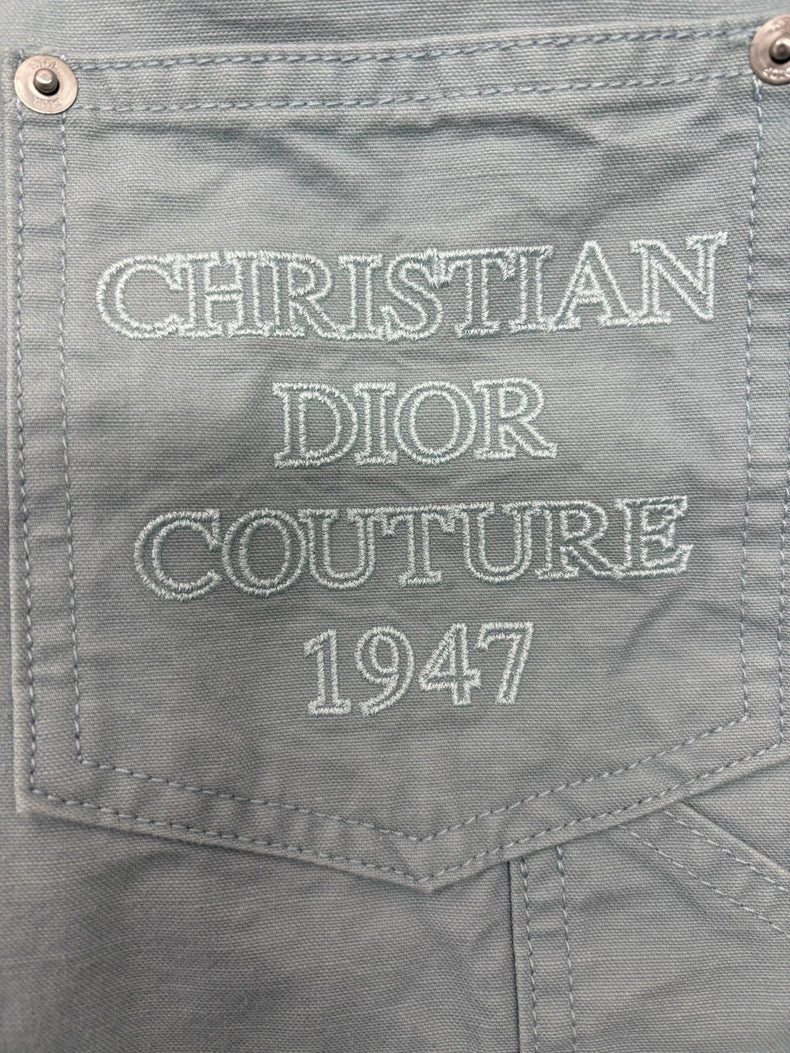 CHRISTIAN
DIOR
COUTURE
1947